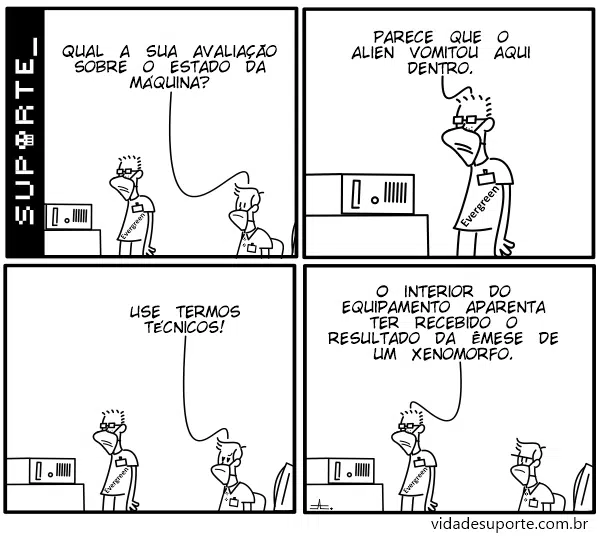 SUPORTE_
QUAL A SUA AVALIAÇÃO
SOBRE O ESTADO DA
MÁQUINA?
Evergreen
PARECE QUE O
ALIEN VOMITOU AQUI
DENTRO.
Evergreen
USE TERMOS
TÉCNICOS!
Evergreen
O INTERIOR DO
EQUIPAMENTO APARENTA
TER RECEBIDO O
RESULTADO DA ÊMESE DE
UM XENOMORFO.
Evergreen
vidadesuporte.com.br